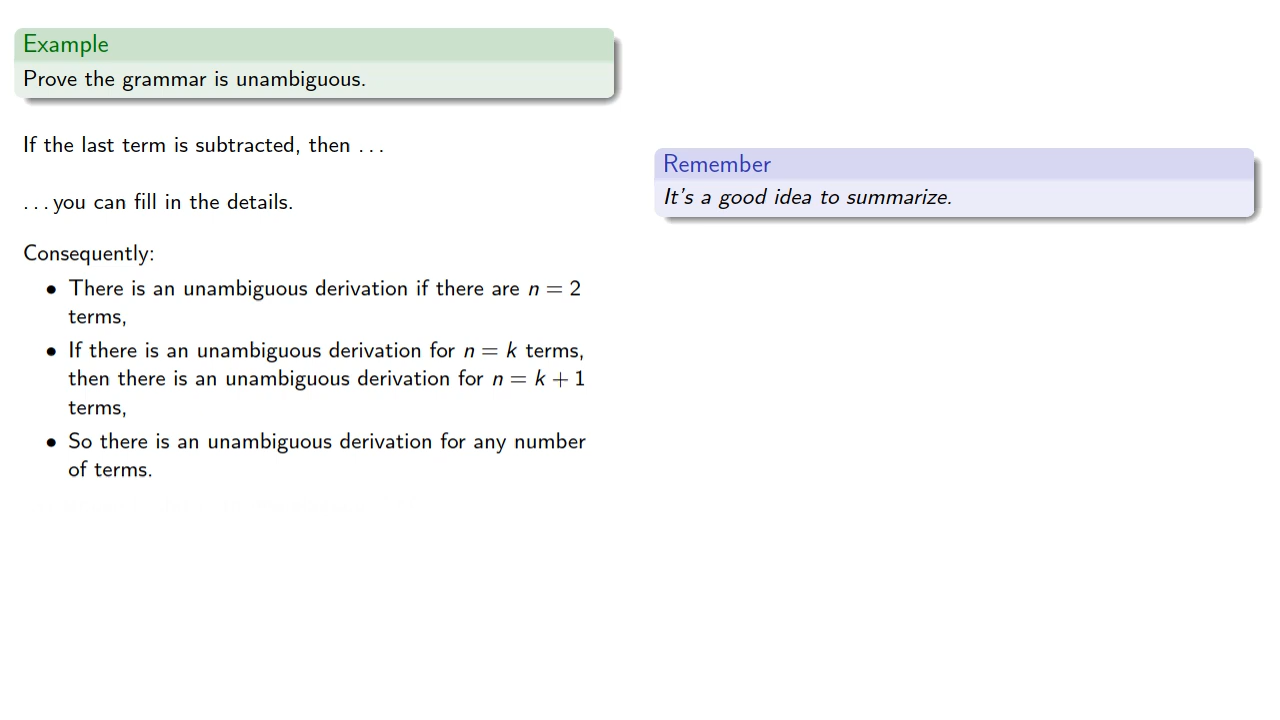 Example
Prove the grammar is unambiguous.
If the last term is subtracted, then ...
...you can fill in the details.
Consequently:
• There is an unambiguous derivation if there are n = 2
terms,
• If there is an unambiguous derivation for n = k terms,
then there is an unambiguous derivation for n = k + 1
terms,
• So there is an unambiguous derivation for any number
of terms.
Remember
It's a good idea to summarize.